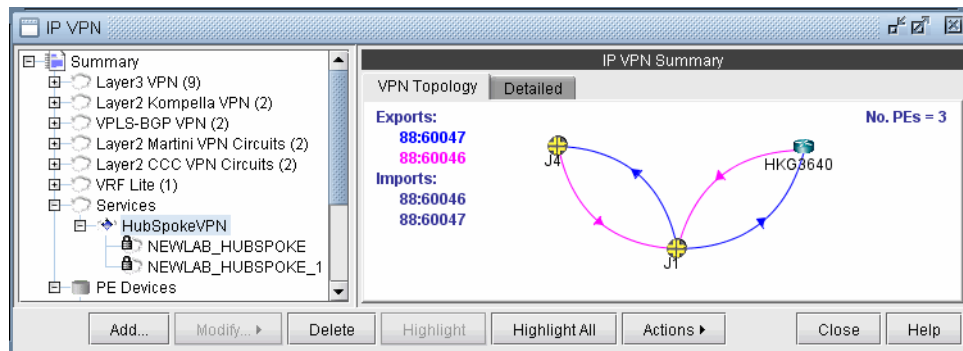 IP VPN
Summary
Layer3 VPN (9)
Layer2 Kompella VPN (2)
VPLS-BGP VPN (2)
Layer2 Martini VPN Circuits (2)
Layer2 CCC VPN Circuits (2)
VRF Lite (1)
Services
HubSpokeVPN
NEWLAB_HUBSPOKE
NEWLAB_HUBSPOKE_1
PE Devices
IP VPN Summary
VPN Topology Detailed
Exports:
88:60047
88:60046
Imports:
88:60046
88:60047
No. PEs = 3
J4
HKG3640
J1
Add... Modify... Delete Highlight Highlight All Actions Close Help